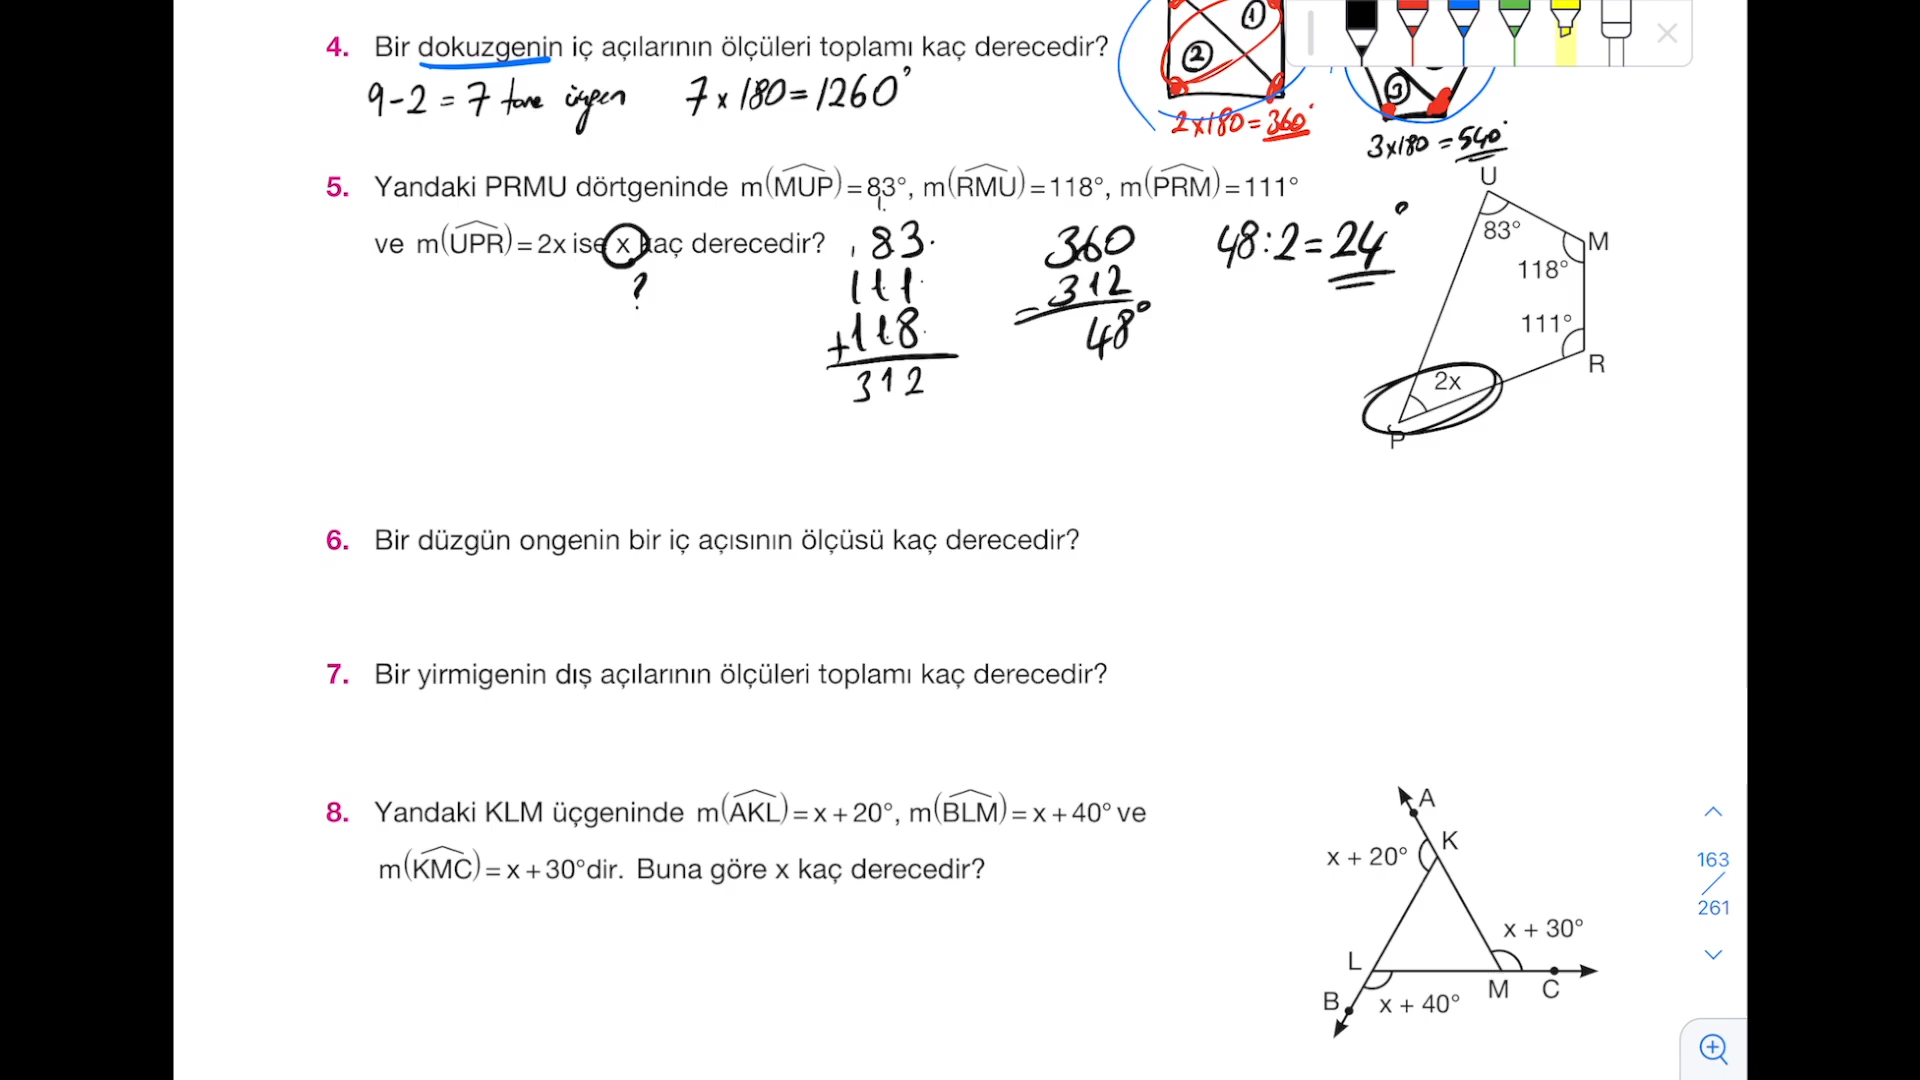 4. Bir dokuzgenin iç açılarının ölçüleri toplamı kaç derecedir?
9-2=7 tane üçgen 7x180=1260°
1
2
2x180=360°
3
3x180=540°
5. Yandaki PRMU dörtgeninde m(MUP)=83°, m(RMU)=118°, m(PRM)=111°
ve m(UPR)=2x ise x kaç derecedir?
?
83
111
+118
312
360
- 312
48°
48:2=24°
U
83°
M
118°
111°
R
2x
P
6. Bir düzgün ongenin bir iç açısının ölçüsü kaç derecedir?
7. Bir yirmigenin dış açılarının ölçüleri toplamı kaç derecedir?
8. Yandaki KLM üçgeninde m(AKL)=x+20°, m(BLM)=x+40° ve
m(KMC)=x+30°dir. Buna göre x kaç derecedir?
A
K
x + 20°
x + 30°
L
M
C
B
x + 40°
163
261